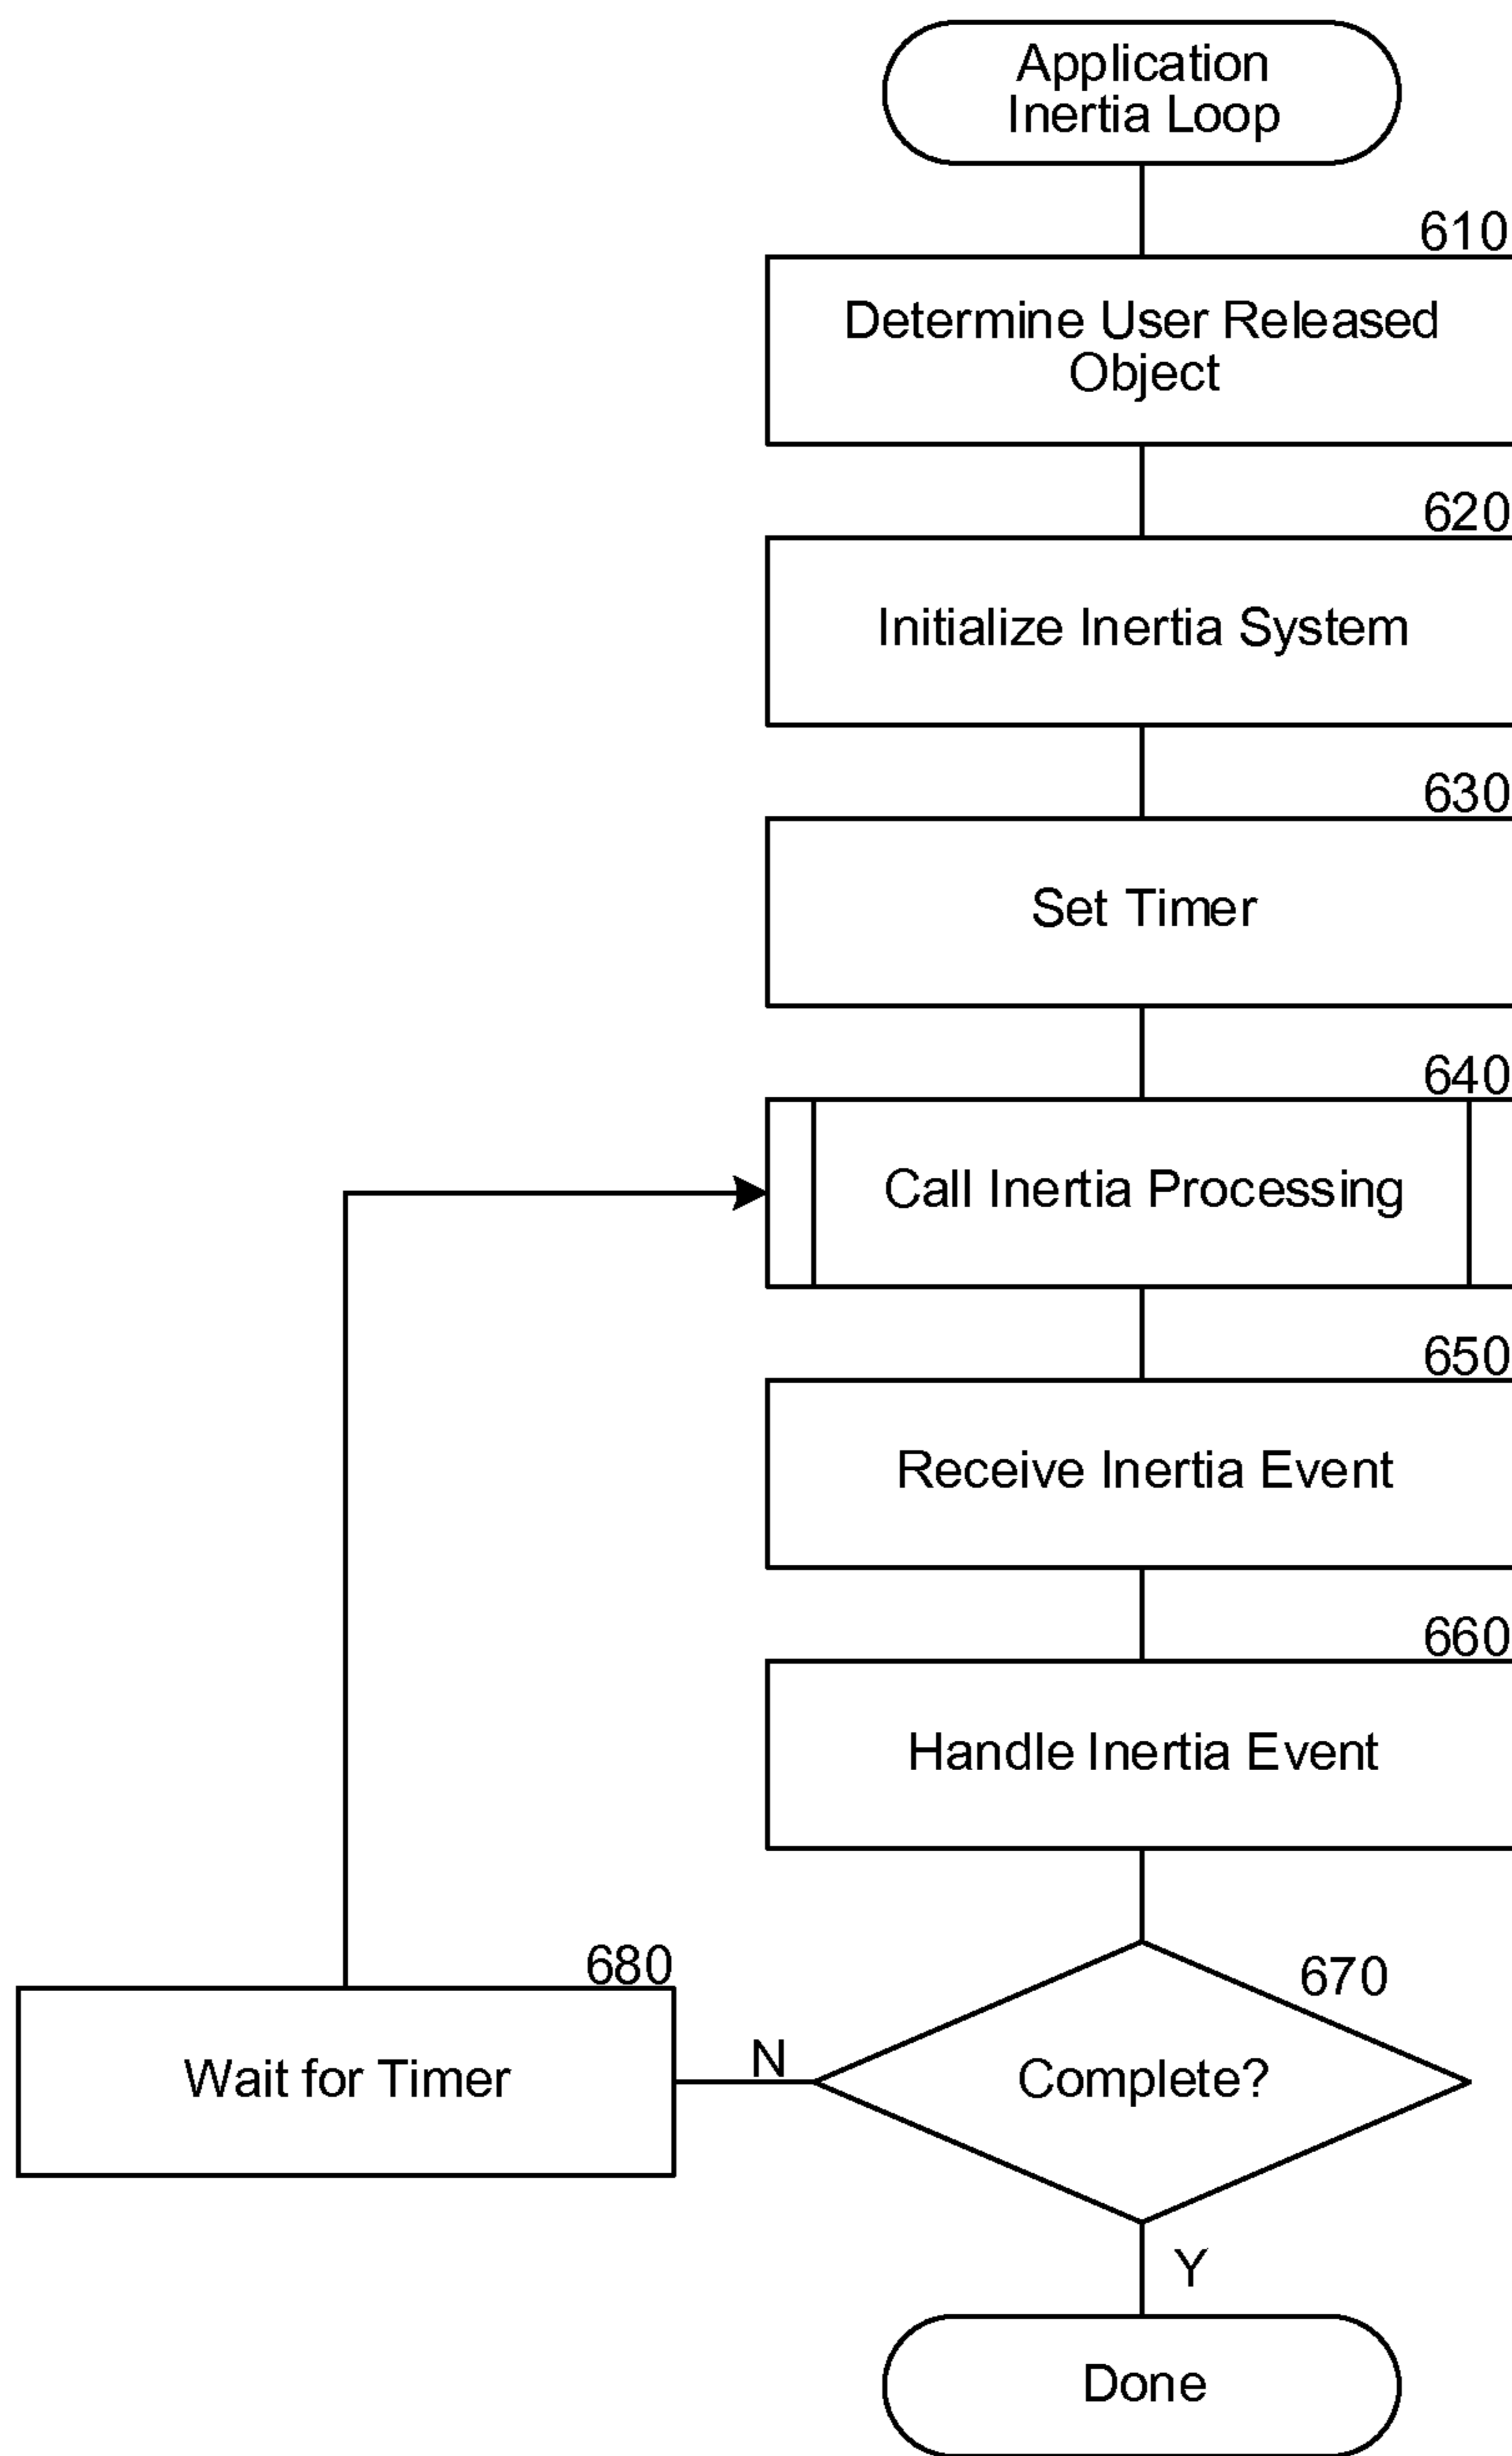 Application
Inertia Loop
610
Determine User Released
Object
620
Initialize Inertia System
630
Set Timer
640
Call Inertia Processing
650
Receive Inertia Event
660
Handle Inertia Event
670
Complete?
N
680
Wait for Timer
Y
Done